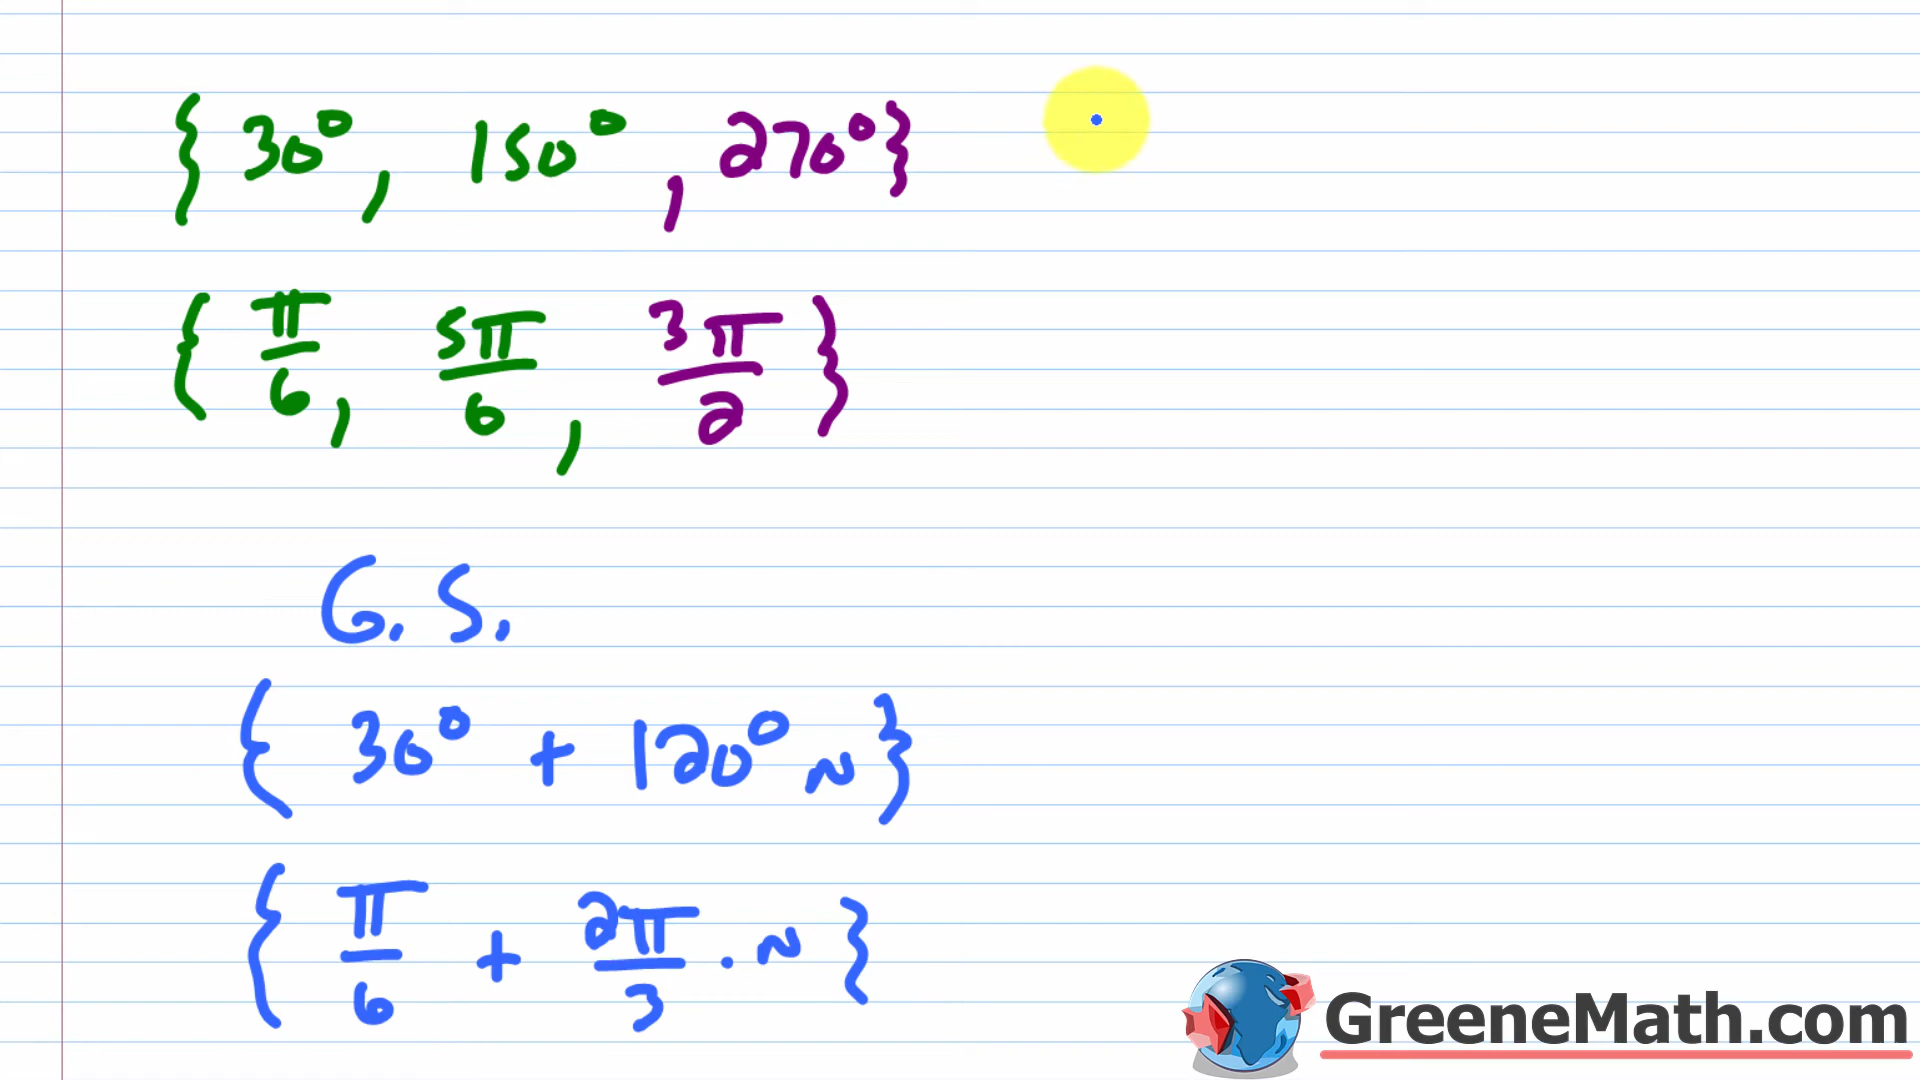 { 30°, 150°, 270° }
{ π/6, 5π/6, 3π/2 }
G. S.
{ 30° + 120° n }
{ π/6 + 2π/3 · n }
GreeneMath.com